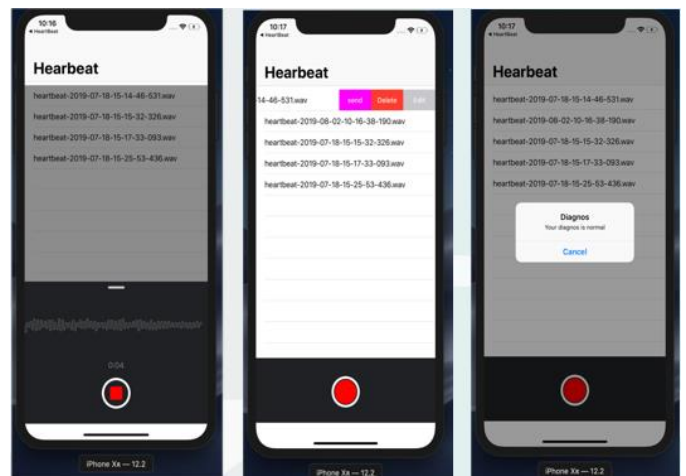 10:16
◀ HeartBeat
Hearbeat
heartbeat-2019-07-18-15-14-46-531.wav
heartbeat-2019-07-18-15-15-32-326.wav
heartbeat-2019-07-18-15-17-33-093.wav
heartbeat-2019-07-18-15-25-53-436.wav
0:04
iPhone XR — 12.2
10:17
◀ HeartBeat
Hearbeat
14-46-531.wav send Delete Edit
heartbeat-2019-08-02-10-16-38-190.wav
heartbeat-2019-07-18-15-15-32-326.wav
heartbeat-2019-07-18-15-17-33-093.wav
heartbeat-2019-07-18-15-25-53-436.wav
iPhone XR — 12.2
10:17
◀ HeartBeat
Hearbeat
heartbeat-2019-07-18-15-14-46-531.wav
heartbeat-2019-08-02-10-16-38-190.wav
heartbeat-2019-07-18-15-15-32-326.wav
heartbeat-2019-07-18-15-17-33-093.wav
heartbeat-2019-07-18-15-25-53-436.wav
Diagnos
Your diagnos is normal
Cancel
iPhone XR — 12.2